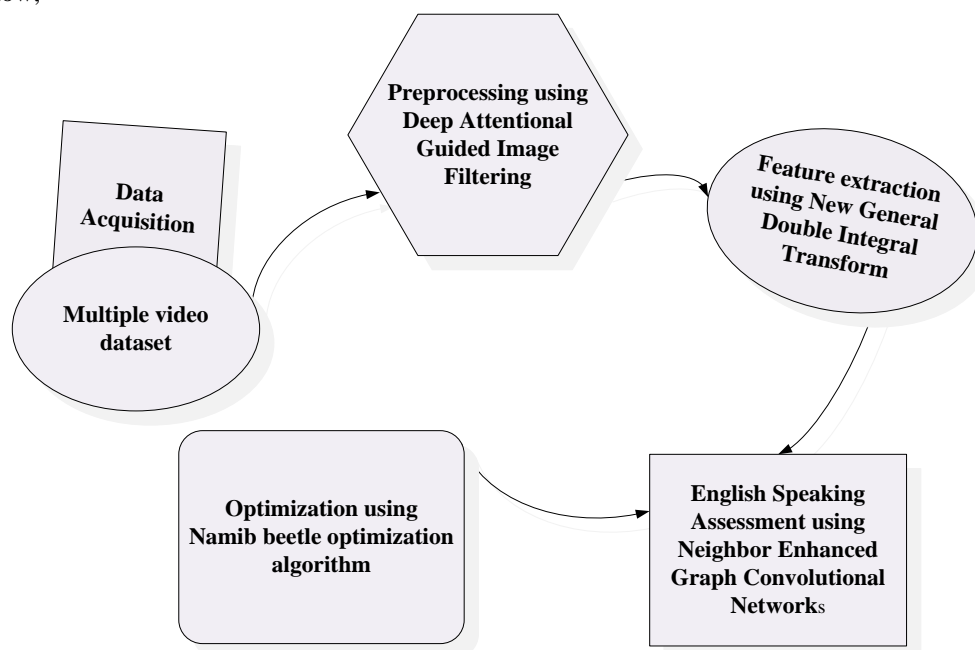 Data
Acquisition
Multiple video
dataset
Preprocessing using
Deep Attentional
Guided Image
Filtering
Feature extraction
using New General
Double Integral
Transform
Optimization using
Namib beetle optimization
algorithm
English Speaking
Assessment using
Neighbor Enhanced
Graph Convolutional
Networks